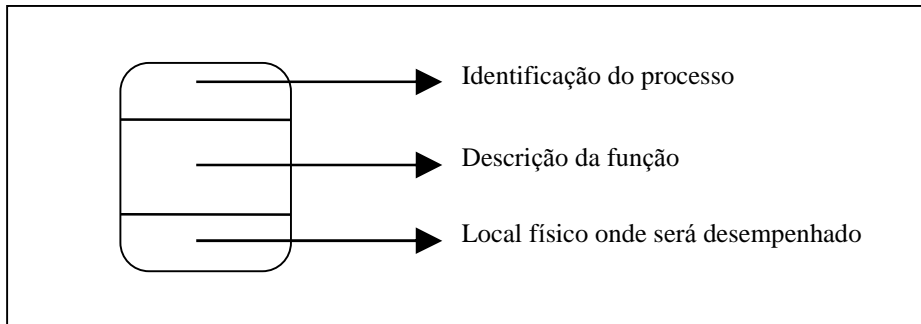 Identificação do processo
Descrição da função
Local físico onde será desempenhado